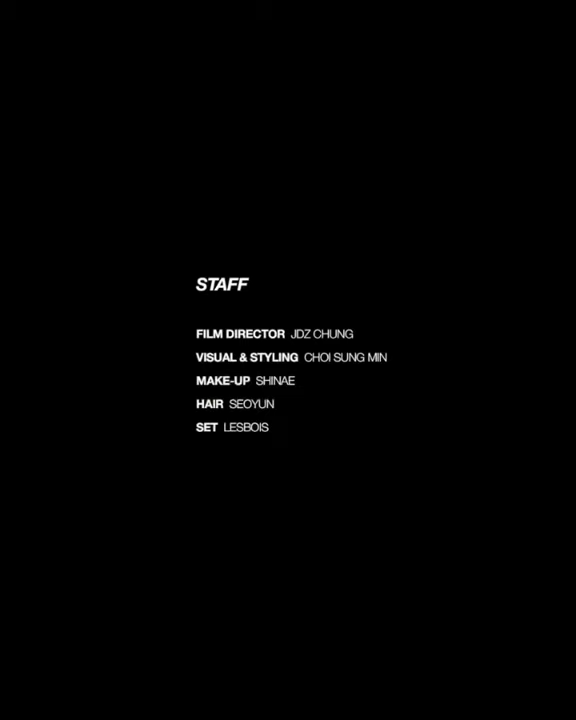 STAFF
FILM DIRECTOR JDZ CHUNG
VISUAL & STYLING CHOI SUNG MIN
MAKE-UP SHINAE
HAIR SEOYUN
SET LESBOIS